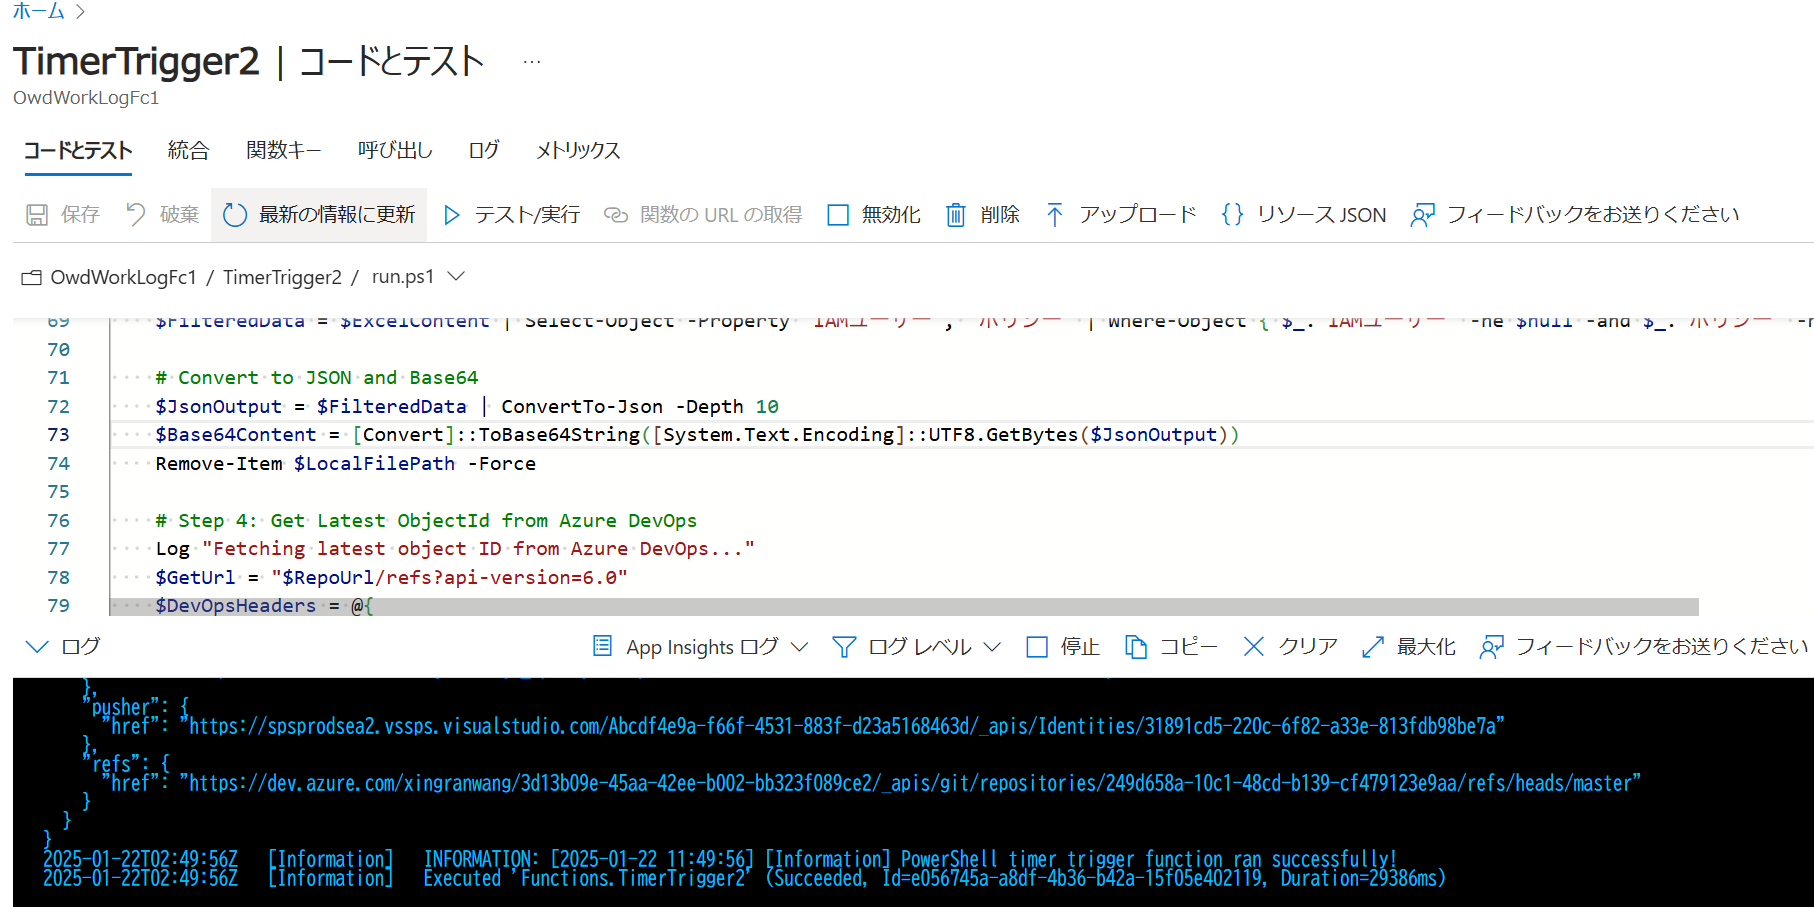 ホーム >
TimerTrigger2 | コードとテスト ...
OwdWorkLogFc1
コードとテスト 統合 関数キー 呼び出し ログ メトリックス
保存 破棄 最新の情報に更新 テスト/実行 関数の URL の取得 無効化 削除 アップロード {} リソース JSON フィードバックをお送りください
OwdWorkLogFc1 / TimerTrigger2 / run.ps1
69 $FilteredData = $ExcelContent | Select-Object -Property "IAMユーザー", "ポリシー" | Where-Object { $_."IAMユーザー" -ne $null -and $_."ポリシー"
70
71 # Convert to JSON and Base64
72 $JsonOutput = $FilteredData | ConvertTo-Json -Depth 10
73 $Base64Content = [Convert]::ToBase64String([System.Text.Encoding]::UTF8.GetBytes($JsonOutput))
74 Remove-Item $LocalFilePath -Force
75
76 # Step 4: Get Latest ObjectId from Azure DevOps
77 Log "Fetching latest object ID from Azure DevOps..."
78 $GetUrl = "$RepoUrl/refs?api-version=6.0"
79 $DevOpsHeaders = @{
ログ App Insights ログ ログ レベル 停止 コピー クリア 最大化 フィードバックをお送りください
},
"pusher": {
"href": "https://spsprodsea2.vssps.visualstudio.com/Abcdf4e9a-f66f-4531-883f-d23a5168463d/_apis/Identities/31891cd5-220c-6f82-a33e-813fdb98be7a"
},
"refs": {
"href": "https://dev.azure.com/xingranwang/3d13b09e-45aa-42ee-b002-bb323f089ce2/_apis/git/repositories/249d658a-10c1-48cd-b139-cf479123e9aa/refs/heads/master"
}
}
}
2025-01-22T02:49:56Z [Information] INFORMATION: [2025-01-22 11:49:56] [Information] PowerShell timer trigger function ran successfully!
2025-01-22T02:49:56Z [Information] Executed 'Functions.TimerTrigger2' (Succeeded, Id=e056745a-a8df-4b36-b42a-15f05e402119, Duration=29386ms)